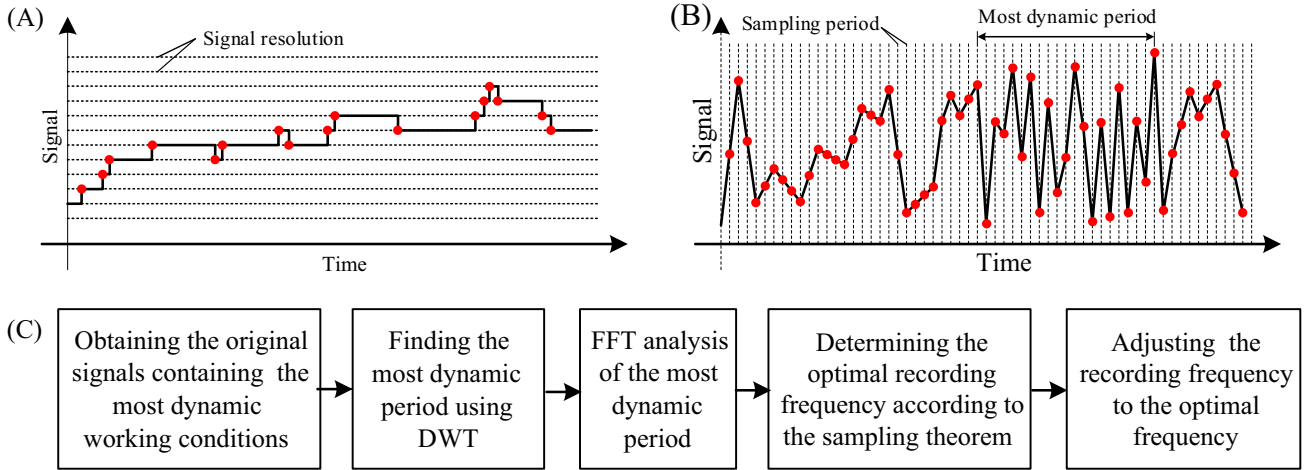 (A)
Signal resolution
Signal
Time
(B)
Sampling period
Most dynamic period
Signal
Time
(C)
Obtaining the original
signals containing the
most dynamic
working conditions
Finding the
most dynamic
period using
DWT
FFT analysis
of the most
dynamic
period
Determining the
optimal recording
frequency according to
the sampling theorem
Adjusting the
recording frequency
to the optimal
frequency